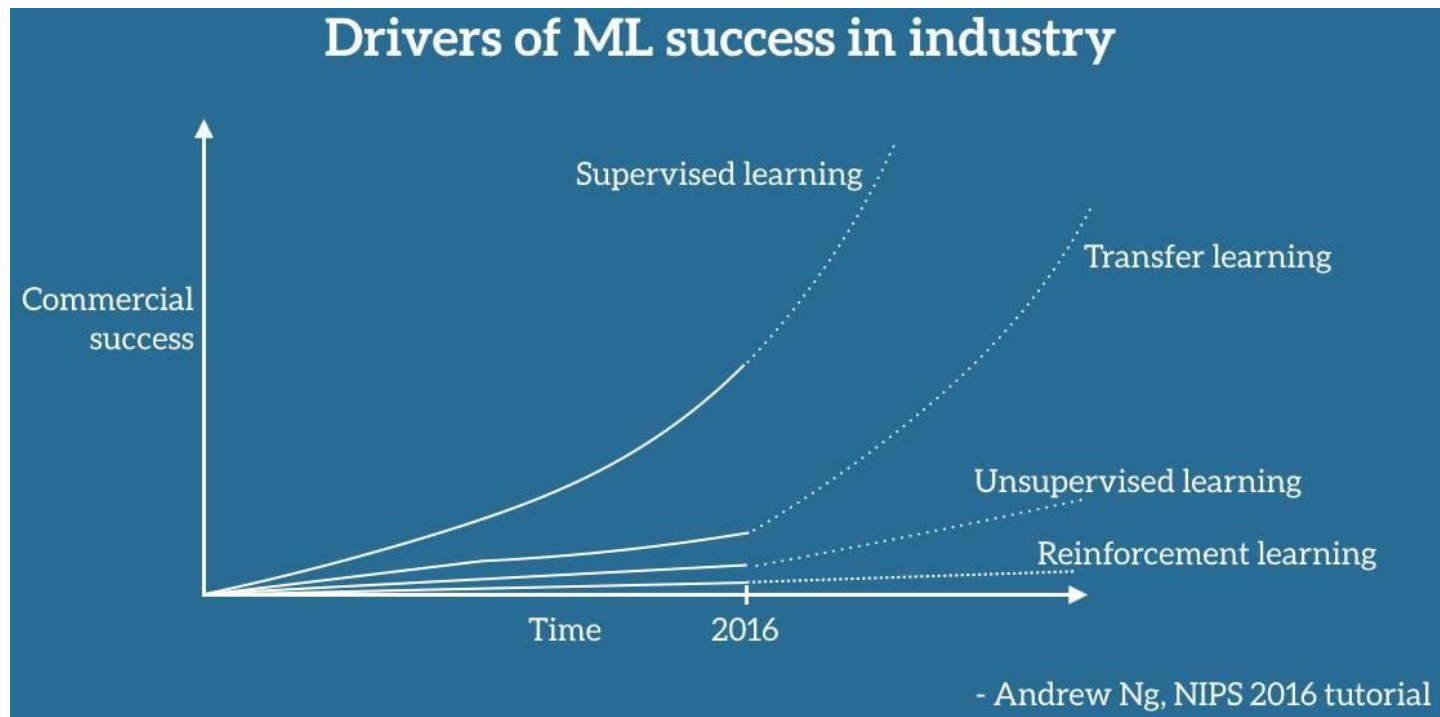 Drivers of ML success in industry
Supervised learning
Transfer learning
Commercial
success
Unsupervised learning
Reinforcement learning
Time
2016
- Andrew Ng, NIPS 2016 tutorial